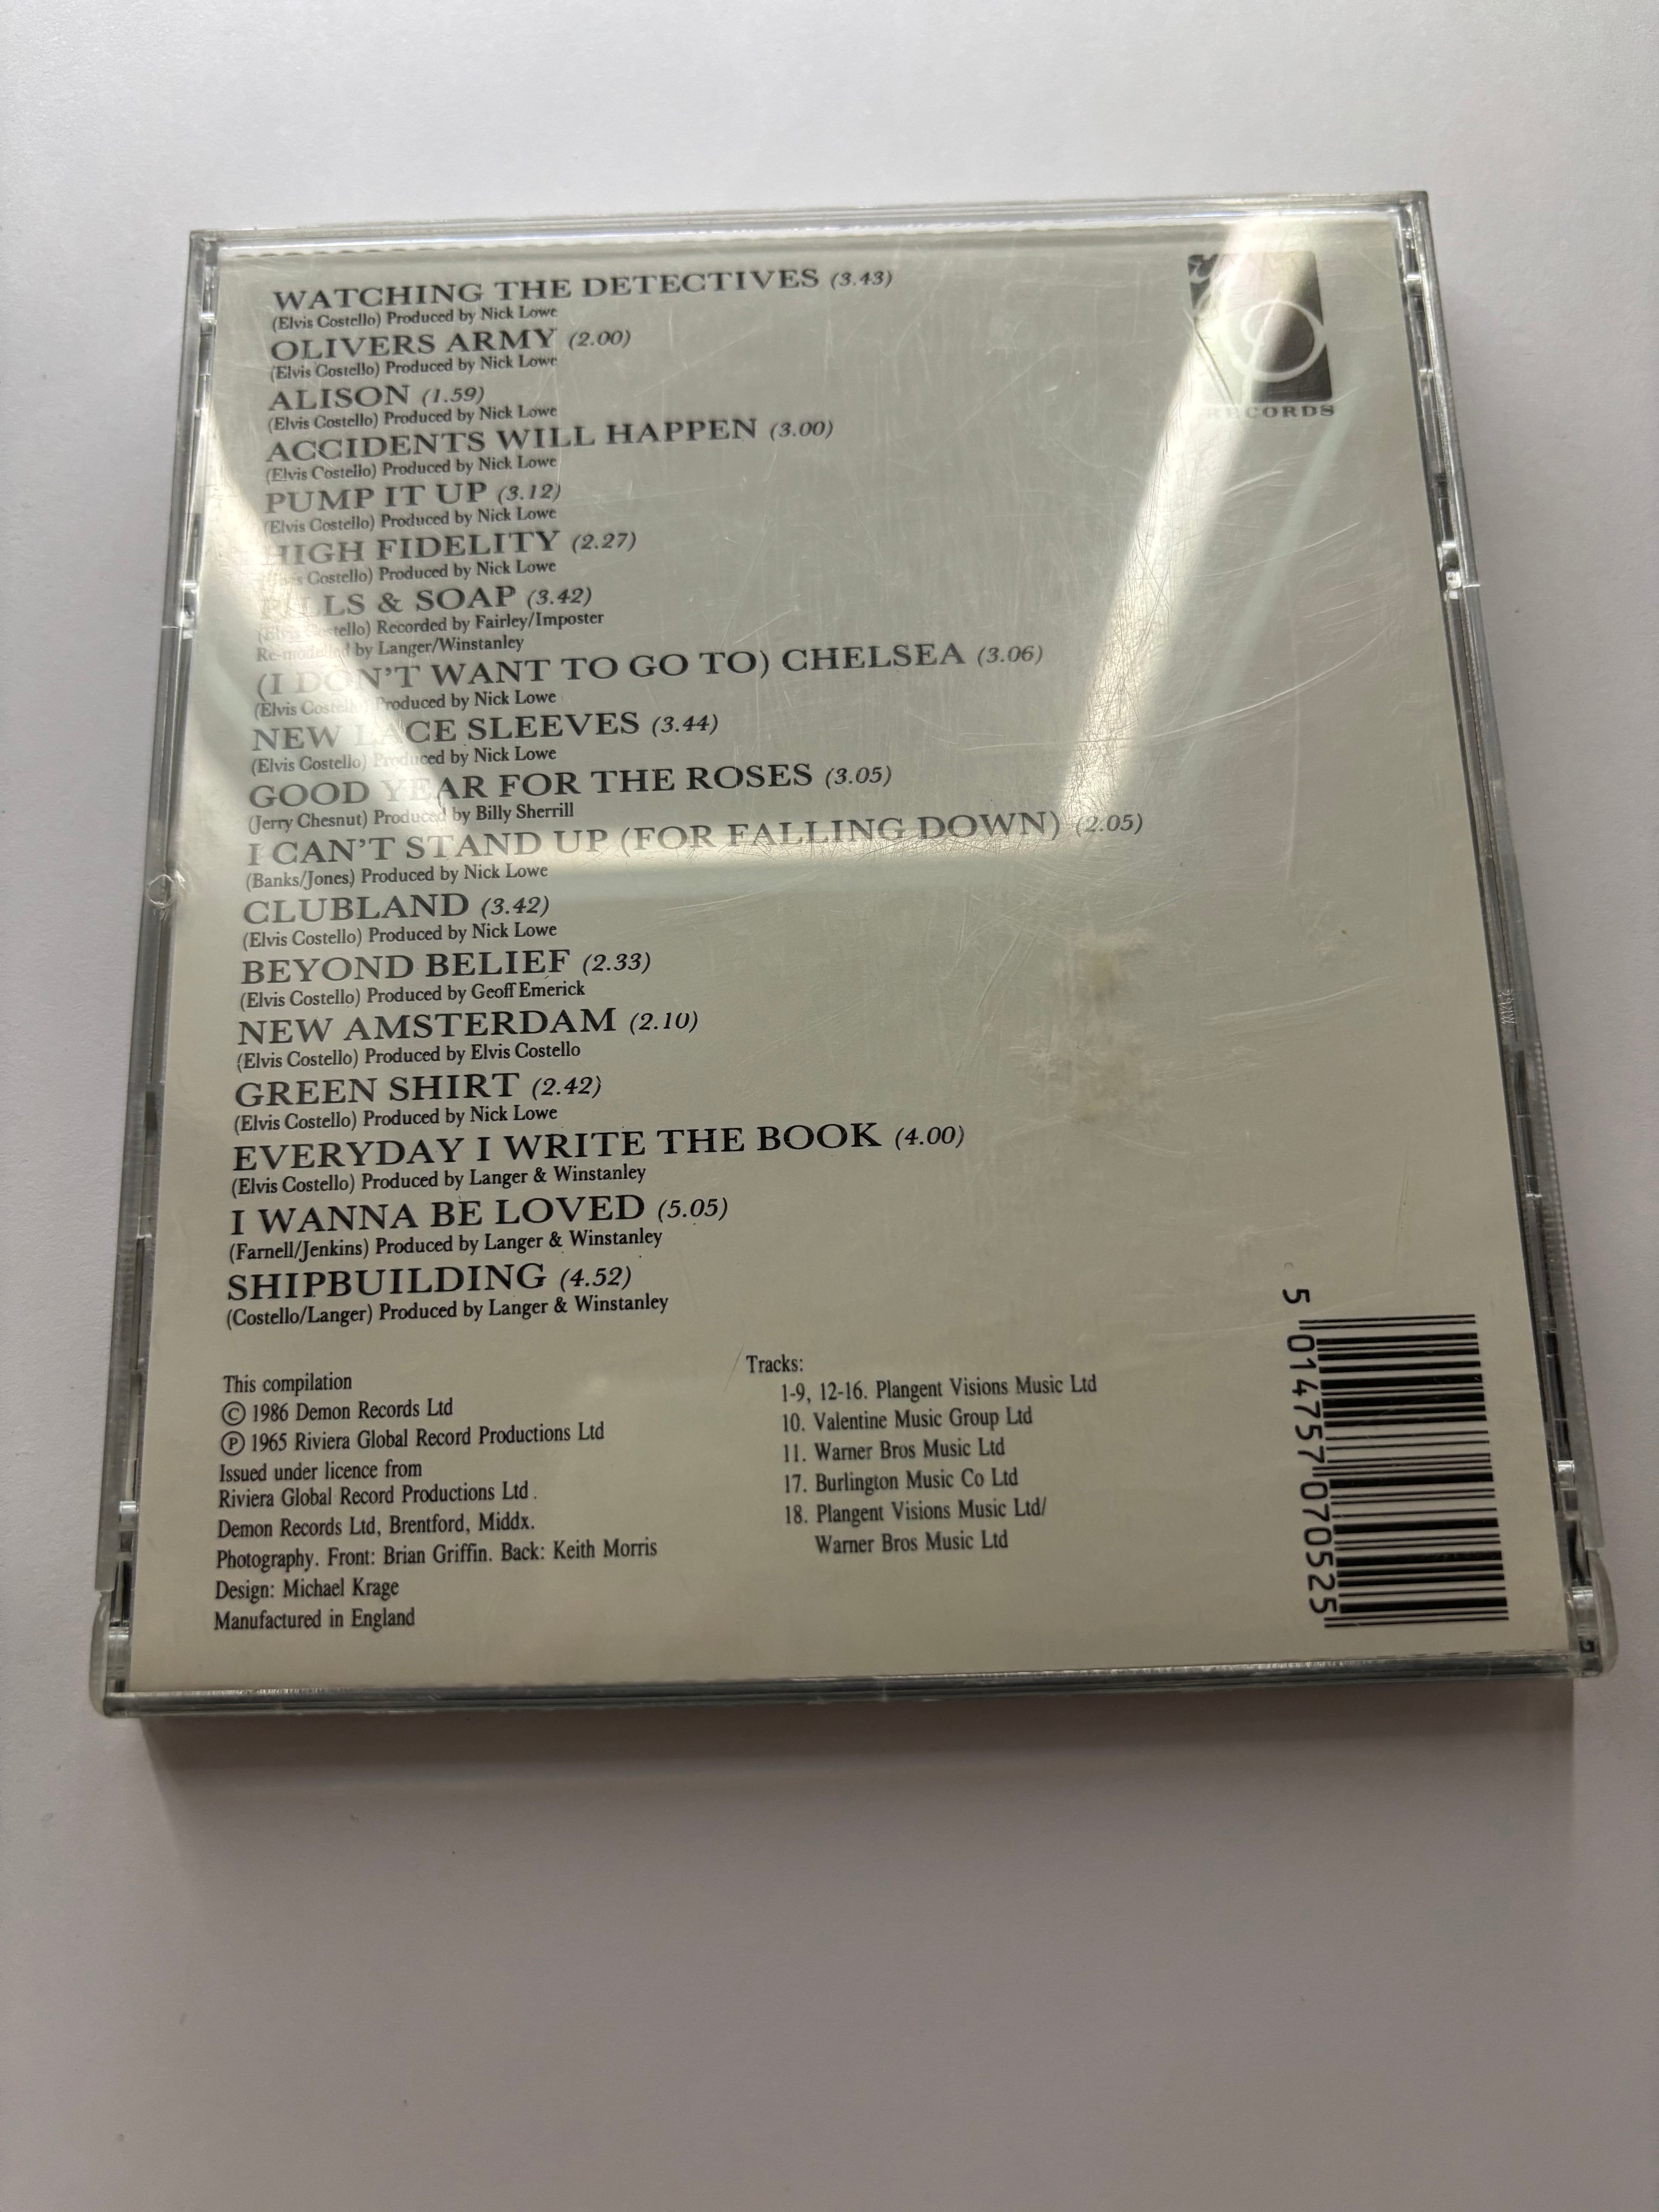 WATCHING THE DETECTIVES (3.43)
(Elvis Costello) Produced by Nick Lowe
OLIVERS ARMY (2.00)
(Elvis Costello) Produced by Nick Lowe
ALISON (1.59)
(Elvis Costello) Produced by Nick Lowe
ACCIDENTS WILL HAPPEN (3.00)
(Elvis Costello) Produced by Nick Lowe
PUMP IT UP (3.12)
(Elvis Costello) Produced by Nick Lowe
HIGH FIDELITY (2.27)
(Elvis Costello) Produced by Nick Lowe
PILLS & SOAP (3.42)
(Elvis Costello) Recorded by Fairley/Imposter
Re-modelled by Langer/Winstanley
(I DON'T WANT TO GO TO) CHELSEA (3.06)
(Elvis Costello) Produced by Nick Lowe
NEW LACE SLEEVES (3.44)
(Elvis Costello) Produced by Nick Lowe
GOOD YEAR FOR THE ROSES (3.05)
(Jerry Chesnut) Produced by Billy Sherrill
I CAN'T STAND UP (FOR FALLING DOWN) (2.05)
(Banks/Jones) Produced by Nick Lowe
CLUBLAND (3.42)
(Elvis Costello) Produced by Nick Lowe
BEYOND BELIEF (2.33)
(Elvis Costello) Produced by Geoff Emerick
NEW AMSTERDAM (2.10)
(Elvis Costello) Produced by Elvis Costello
GREEN SHIRT (2.42)
(Elvis Costello) Produced by Nick Lowe
EVERYDAY I WRITE THE BOOK (4.00)
(Elvis Costello) Produced by Langer & Winstanley
I WANNA BE LOVED (5.05)
(Farnell/Jenkins) Produced by Langer & Winstanley
SHIPBUILDING (4.52)
(Costello/Langer) Produced by Langer & Winstanley
This compilation
© 1986 Demon Records Ltd
℗ 1965 Riviera Global Record Productions Ltd
Issued under licence from
Riviera Global Record Productions Ltd.
Demon Records Ltd, Brentford, Middx.
Photography. Front: Brian Griffin. Back: Keith Morris
Design: Michael Krage
Manufactured in England
Tracks:
1-9, 12-16. Plangent Visions Music Ltd
10. Valentine Music Group Ltd
11. Warner Bros Music Ltd
17. Burlington Music Co Ltd
18. Plangent Visions Music Ltd/
Warner Bros Music Ltd
RECORDS
5 014757 070525